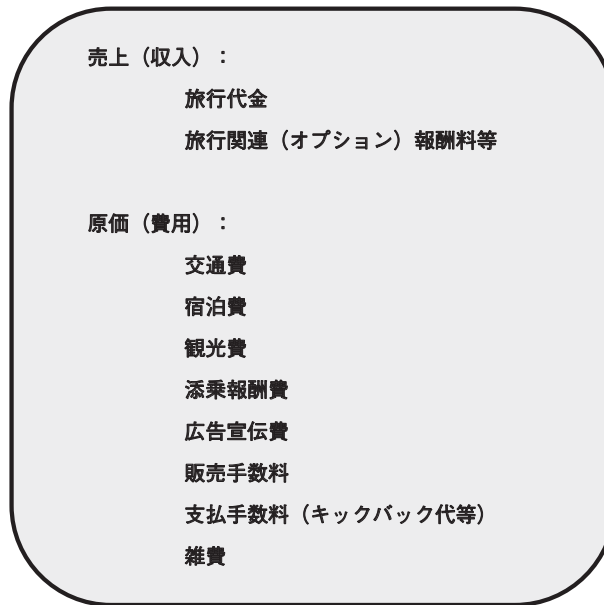 売上（収入）：
旅行代金
旅行関連（オプション）報酬料等
原価（費用）：
交通費
宿泊費
観光費
添乗報酬費
広告宣伝費
販売手数料
支払手数料（キックバック代等）
雑費